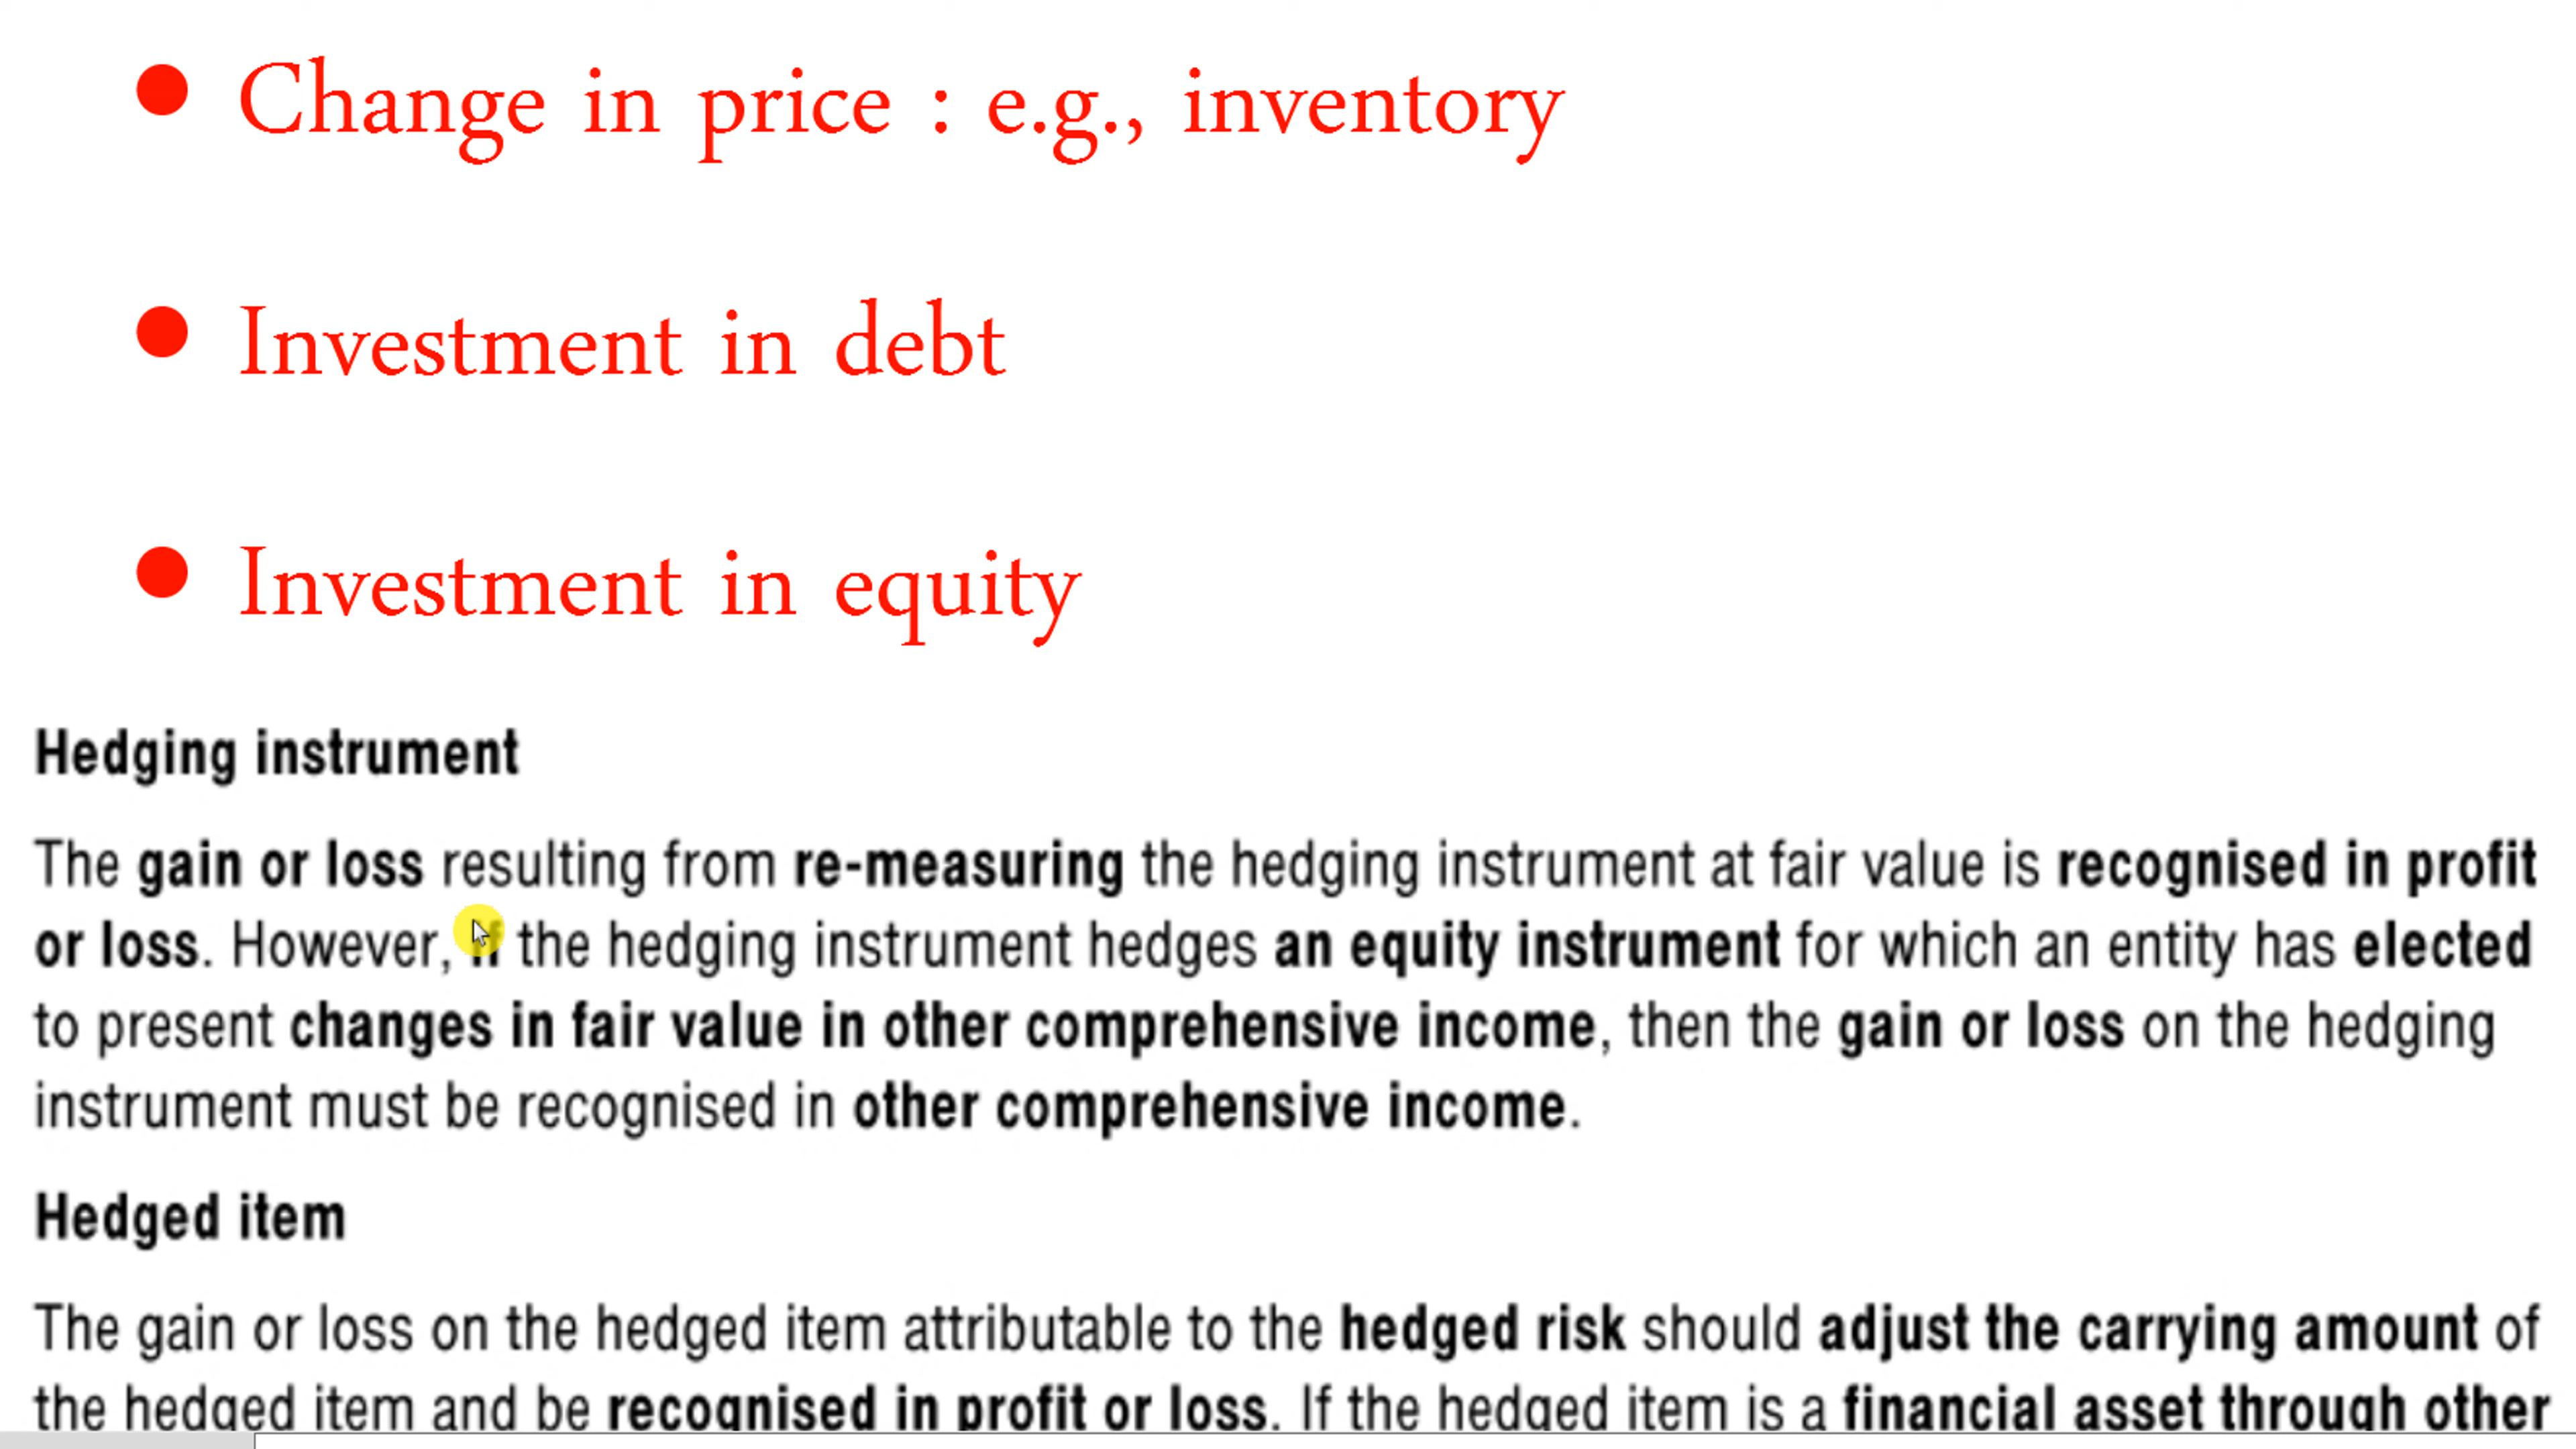 • Change in price : e.g., inventory
• Investment in debt
• Investment in equity
Hedging instrument
The gain or loss resulting from re-measuring the hedging instrument at fair value is recognised in profit
or loss. However, if the hedging instrument hedges an equity instrument for which an entity has elected
to present changes in fair value in other comprehensive income, then the gain or loss on the hedging
instrument must be recognised in other comprehensive income.
Hedged item
The gain or loss on the hedged item attributable to the hedged risk should adjust the carrying amount of
the hedged item and be recognised in profit or loss. If the hedged item is a financial asset through other